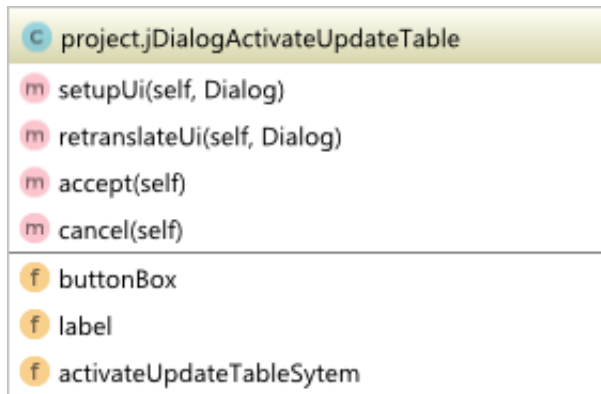 C project.jDialogActivateUpdateTable
m setupUi(self, Dialog)
m retranslateUi(self, Dialog)
m accept(self)
m cancel(self)
f buttonBox
f label
f activateUpdateTableSytem